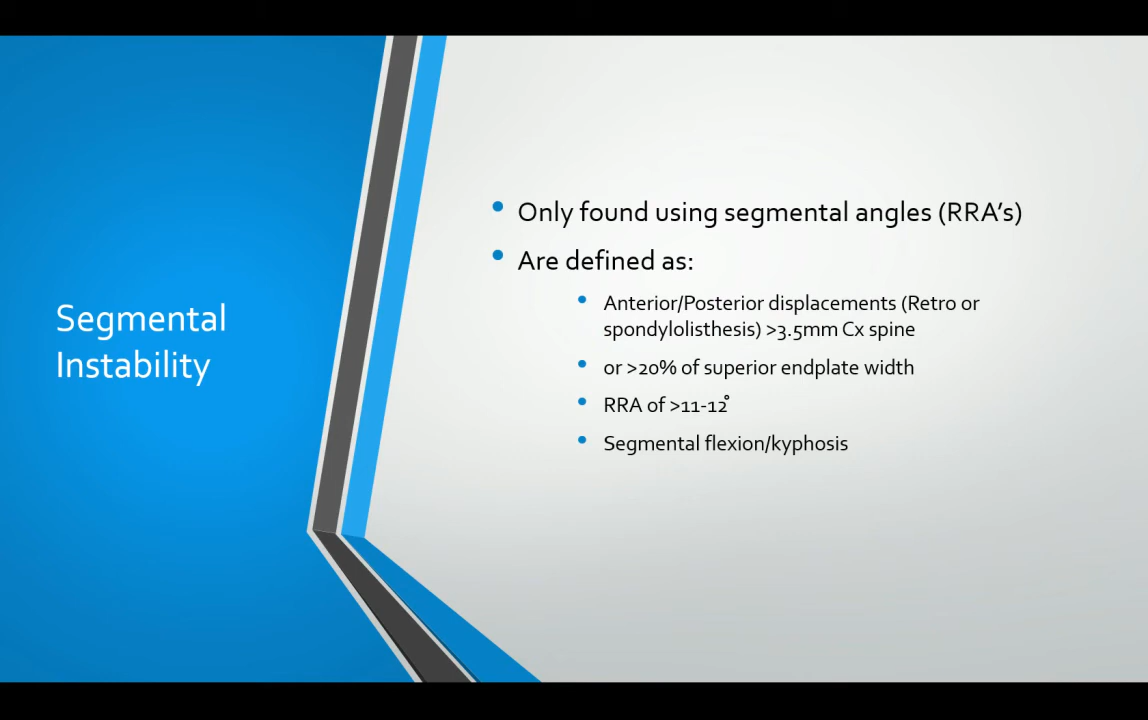 Segmental
Instability
• Only found using segmental angles (RRA’s)
• Are defined as:
• Anterior/Posterior displacements (Retro or
spondylolisthesis) >3.5mm Cx spine
• or >20% of superior endplate width
• RRA of >11-12°
• Segmental flexion/kyphosis